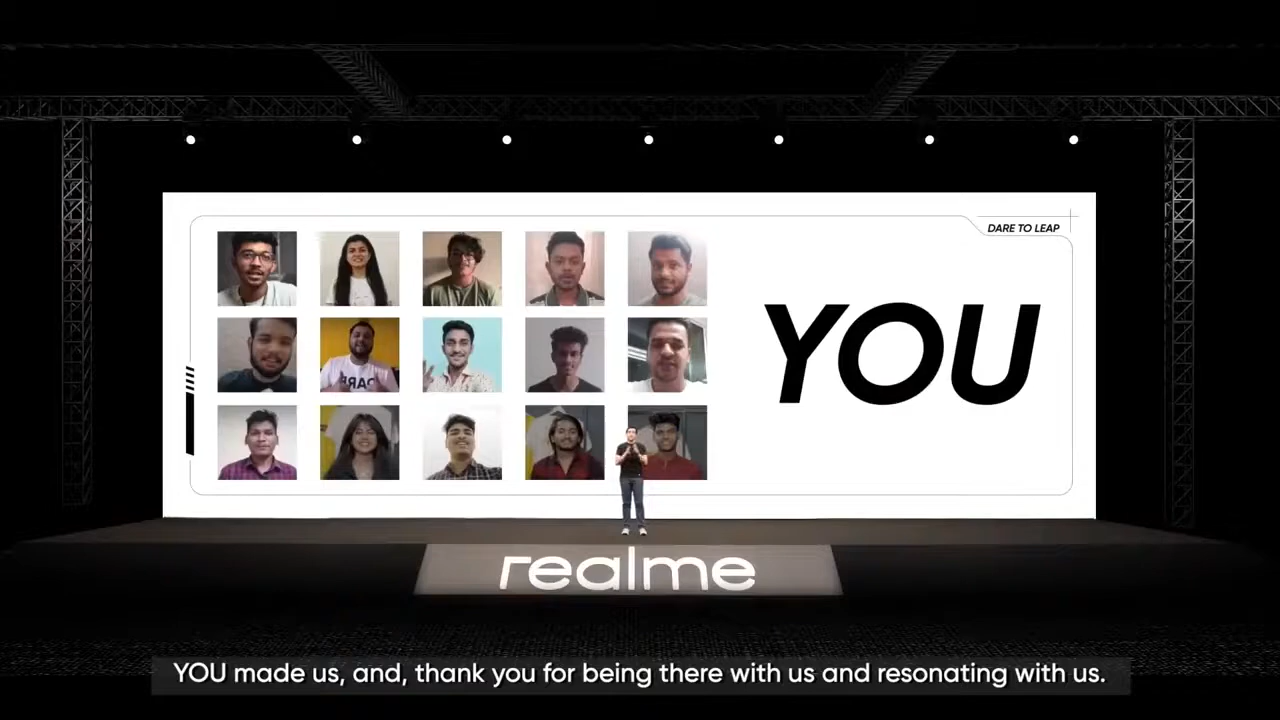 DARE TO LEAP
YOU
realme
YOU made us, and, thank you for being there with us and resonating with us.